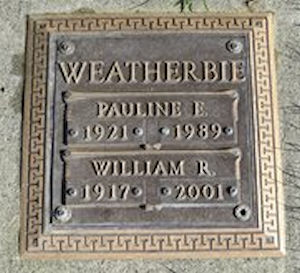 WEATHERBIE
PAULINE E.
1921 1989
WILLIAM R.
1917 2001